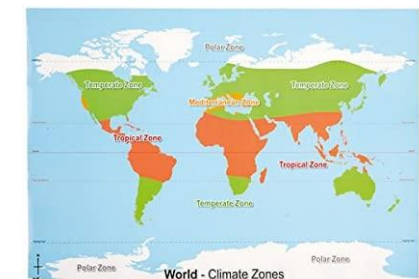 Polar Zone
Temperate Zone
Temperate Zone
Mediterranean Zone
Tropical Zone
Tropical Zone
Temperate Zone
Polar Zone
Polar Zone
World - Climate Zones